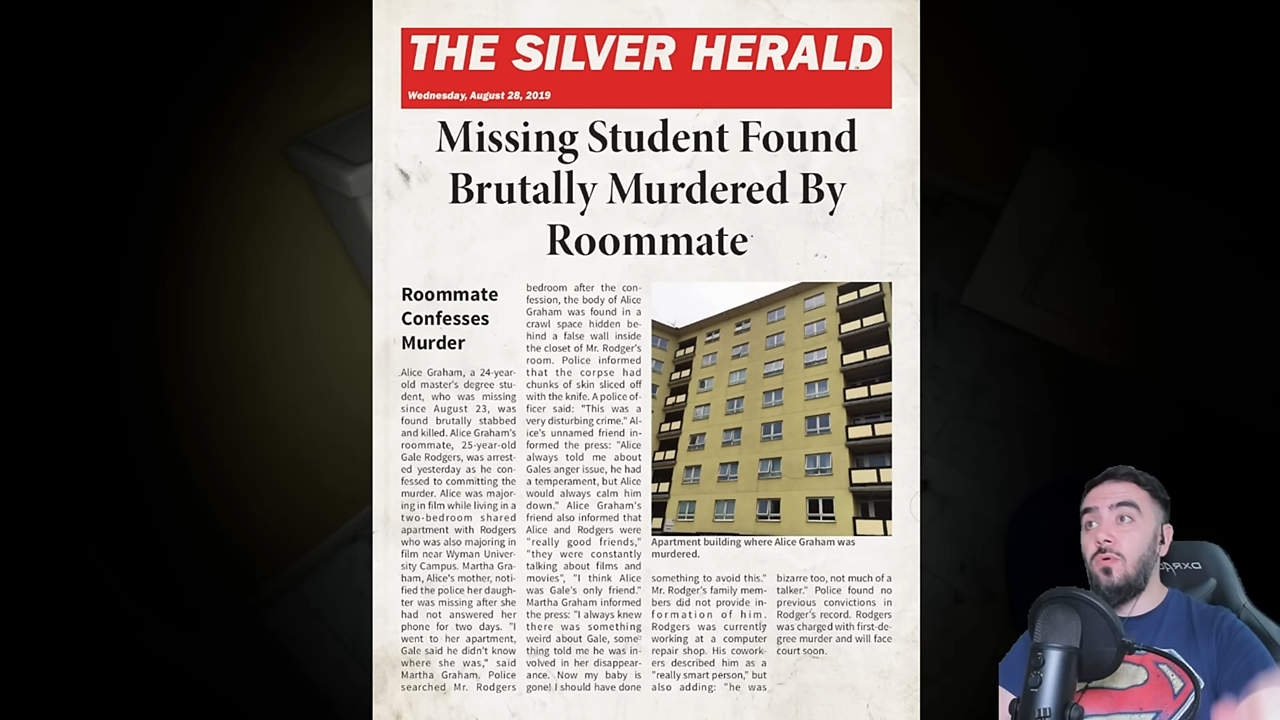 THE SILVER HERALD
Wednesday, August 28, 2019
Missing Student Found
Brutally Murdered By
Roommate
Roommate
Confesses
Murder
Alice Graham, a 24-year-
old master's degree stu-
dent, who was missing
since August 23, was
found brutally stabbed
and killed. Alice Graham's
roommate, 25-year-old
Gale Rodgers, was arrest-
ed yesterday as he con-
fessed to committing the
murder. Alice was major-
ing in film while living in a
two-bedroom shared
apartment with Rodgers
who was also majoring in
film near Wyman Univer-
sity Campus. Martha Gra-
ham, Alice's mother, noti-
fied the police her daugh-
ter was missing after she
had not answered her
phone for two days. "I
went to her apartment,
Gale said he didn't know
where she was," said
Martha Graham. Police
searched Mr. Rodgers
bedroom after the con-
fession, the body of Alice
Graham was found in a
crawl space hidden be-
hind a false wall inside
the closet of Mr. Rodger's
room. Police informed
that the corpse had
chunks of skin sliced off
with the knife. A police of-
ficer said: "This was a
very disturbing crime." Al-
ice's unnamed friend in-
formed the press: "Alice
always told me about
Gales anger issue, he had
a temperament, but Alice
would always calm him
down." Alice Graham's
friend also informed that
Alice and Rodgers were
"really good friends,"
"they were constantly
talking about films and
movies", "I think Alice
was Gale's only friend."
Martha Graham informed
the press: "I always knew
there was something
weird about Gale, some-
thing told me he was in-
volved in her disappear-
ance. Now my baby is
gone! I should have done
Apartment building where Alice Graham was
murdered.
something to avoid this."
Mr. Rodger's family mem-
bers did not provide in-
formation of him.
Rodgers was currently
working at a computer
repair shop. His cowork-
ers described him as a
"really smart person," but
also adding: "he was
bizarre too, not much of a
talker." Police found no
previous convictions in
Rodger's record. Rodgers
was charged with first-de-
gree murder and will face
court soon.